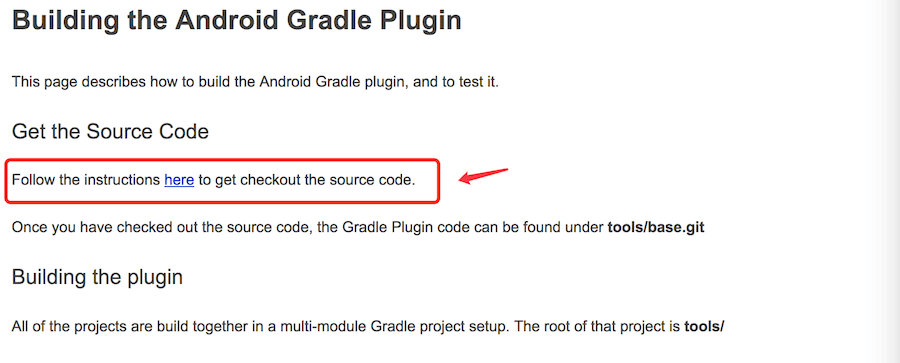 Building the Android Gradle Plugin
This page describes how to build the Android Gradle plugin, and to test it.
Get the Source Code
Follow the instructions here to get checkout the source code.
Once you have checked out the source code, the Gradle Plugin code can be found under tools/base.git
Building the plugin
All of the projects are build together in a multi-module Gradle project setup. The root of that project is tools/